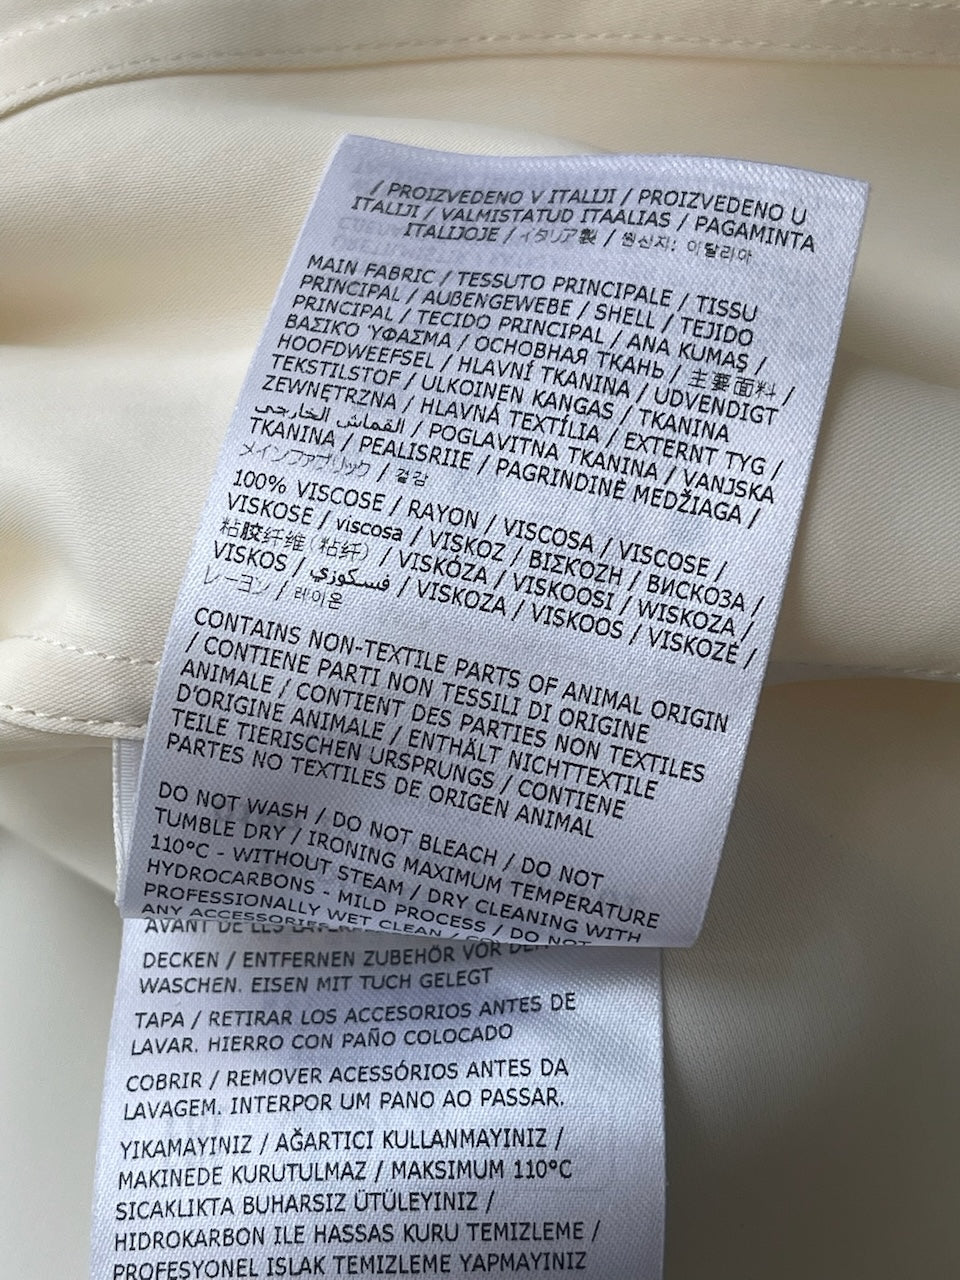 / PROIZVEDENO V ITALIJI / PROIZVEDENO U
ITALIJI / VALMISTATUD ITAALIAS / PAGAMINTA
ITALIJOJE / イタリア製 / 원산지: 이탈리아
MAIN FABRIC / TESSUTO PRINCIPALE / TISSU
PRINCIPAL / AUßENGEWEBE / SHELL / TEJIDO
PRINCIPAL / TECIDO PRINCIPAL / ANA KUMAŞ /
ΒΑΣΙΚΟ ΎΦΑΣΜΑ / ОСНОВНАЯ ТКАНЬ / 主要面料 /
HOOFDWEEFSEL / HLAVNÍ TKANINA / UDVENDIGT
TEKSTILSTOF / ULKOINEN KANGAS / TKANINA
ZEWNĘTRZNA / HLAVNÁ TEXTÍLIA / EXTERNT TYG /
القماش الخارجي / POGLAVITNA TKANINA / VANJSKA
TKANINA / PEALISRIIE / PAGRINDINĖ MEDŽIAGA /
メインファブリック / 겉감
100% VISCOSE / RAYON / VISCOSA / VISCOSE /
VISKOSE / viscosa / VISKOZ / ΒΙΣΚΟΖΗ / ВИСКОЗА /
粘胶纤维(粘纤) / VISKÓZA / VISKOOSI / WISKOZA /
VISKOS / فسكوزي / VISKOZA / VISKOOS / VISKOZĖ /
レーヨン / 레이온
CONTAINS NON-TEXTILE PARTS OF ANIMAL ORIGIN
/ CONTIENE PARTI NON TESSILI DI ORIGINE
ANIMALE / CONTIENT DES PARTIES NON TEXTILES
D'ORIGINE ANIMALE / ENTHÄLT NICHTTEXTILE
TEILE TIERISCHEN URSPRUNGS / CONTIENE
PARTES NO TEXTILES DE ORIGEN ANIMAL
DO NOT WASH / DO NOT BLEACH / DO NOT
TUMBLE DRY / IRONING MAXIMUM TEMPERATURE
110°C - WITHOUT STEAM / DRY CLEANING WITH
HYDROCARBONS - MILD PROCESS / DO NOT
PROFESSIONALLY WET CLEAN /
ANY ACCESSORIES
AVANT DE LES
DECKEN / ENTFERNEN ZUBEHÖR VOR
WASCHEN. EISEN MIT TUCH GELEGT
TAPA / RETIRAR LOS ACCESORIOS ANTES DE
LAVAR. HIERRO CON PAÑO COLOCADO
COBRIR / REMOVER ACESSÓRIOS ANTES DA
LAVAGEM. INTERPOR UM PANO AO PASSAR.
YIKAMAYINIZ / AĞARTICI KULLANMAYINIZ /
MAKINEDE KURUTULMAZ / MAKSIMUM 110°C
SICAKLIKTA BUHARSIZ ÜTÜLEYINIZ /
HIDROKARBON ILE HASSAS KURU TEMIZLEME /
PROFESYONEL ISLAK TEMIZLEME YAPMAYINIZ